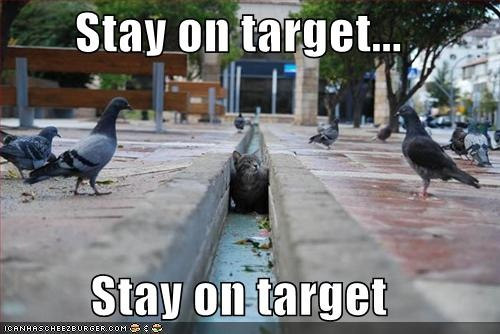 Stay on target...
Stay on target
ICANHASCHEEZBURGER.COM